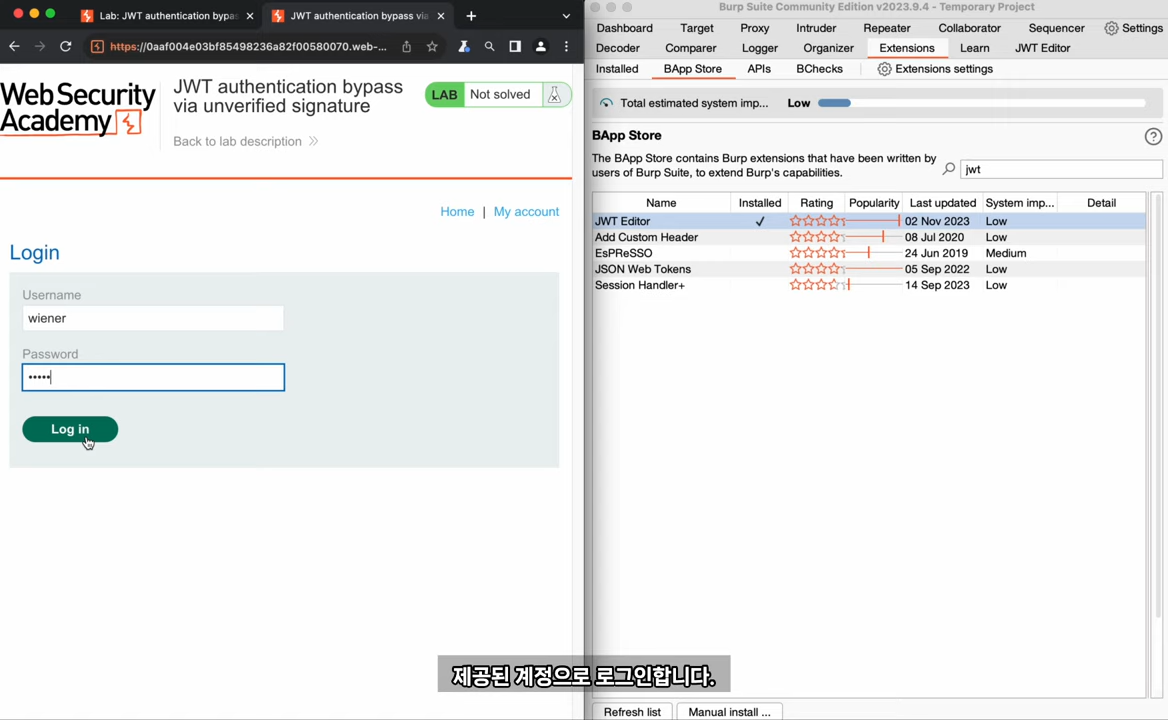 Lab: JWT authentication bypas
JWT authentication bypass via
https://0aaf004e03bf85498236a82f00580070.web-...
WebSecurity
Academy
JWT authentication bypass
via unverified signature
Back to lab description
LAB Not solved
Home | My account
Login
Username
wiener
Password
•••••
Log in
Burp Suite Community Edition v2023.9.4 - Temporary Project
Dashboard Target Proxy Intruder Repeater Collaborator Sequencer Settings
Decoder Comparer Logger Organizer Extensions Learn JWT Editor
Installed BApp Store APIs BChecks Extensions settings
Total estimated system imp... Low
BApp Store
The BApp Store contains Burp extensions that have been written by
users of Burp Suite, to extend Burp's capabilities.
jwt
Name Installed Rating Popularity Last updated System imp... Detail
JWT Editor ✓ 02 Nov 2023 Low
Add Custom Header 08 Jul 2020 Low
EsPReSSO 24 Jun 2019 Medium
JSON Web Tokens 05 Sep 2022 Low
Session Handler+ 14 Sep 2023 Low
Refresh list Manual install ...
제공된 계정으로 로그인합니다.